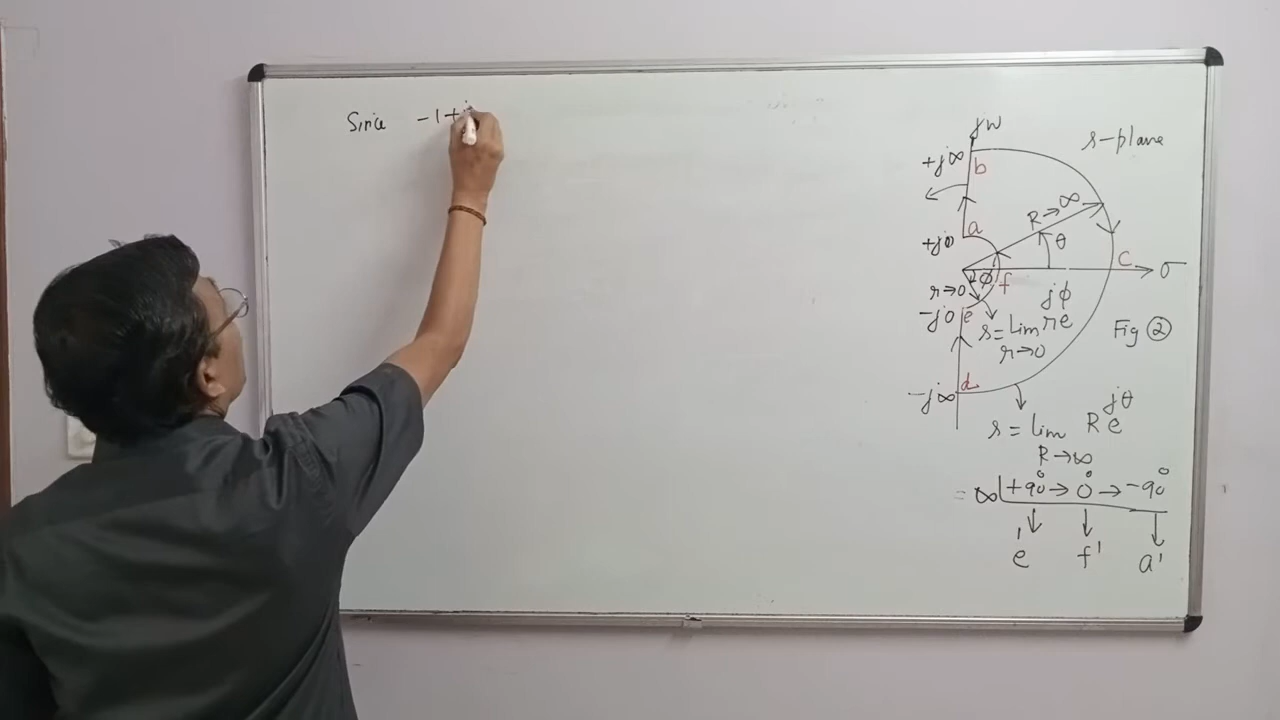 Since -1+j
jω
s-plane
+j∞
b
R→∞
a
+j0
θ
c
σ
r→0
ϕ
f
-j0
e
s = Lim re^jϕ
r→0
Fig ②
-j∞
d
s = lim Re^jθ
R→∞
= ∞ +90° → 0° → -90°
e' f' a'